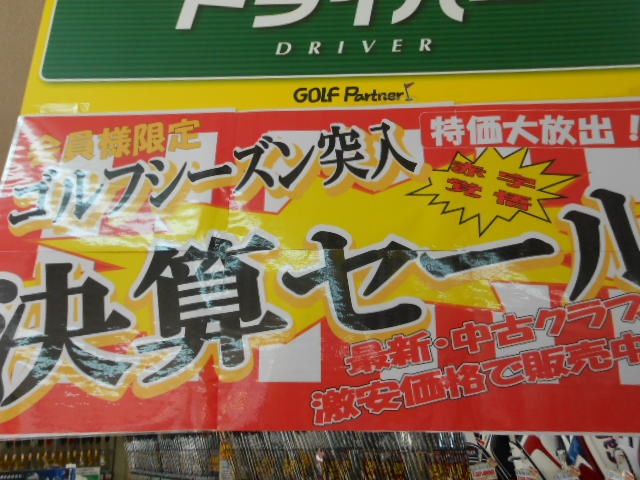 ドライバー
DRIVER
GOLF Partner
会員様限定
特価大放出！
ゴルフシーズン突入
赤字
覚悟
決算セール
最新・中古クラブ
激安価格で販売中